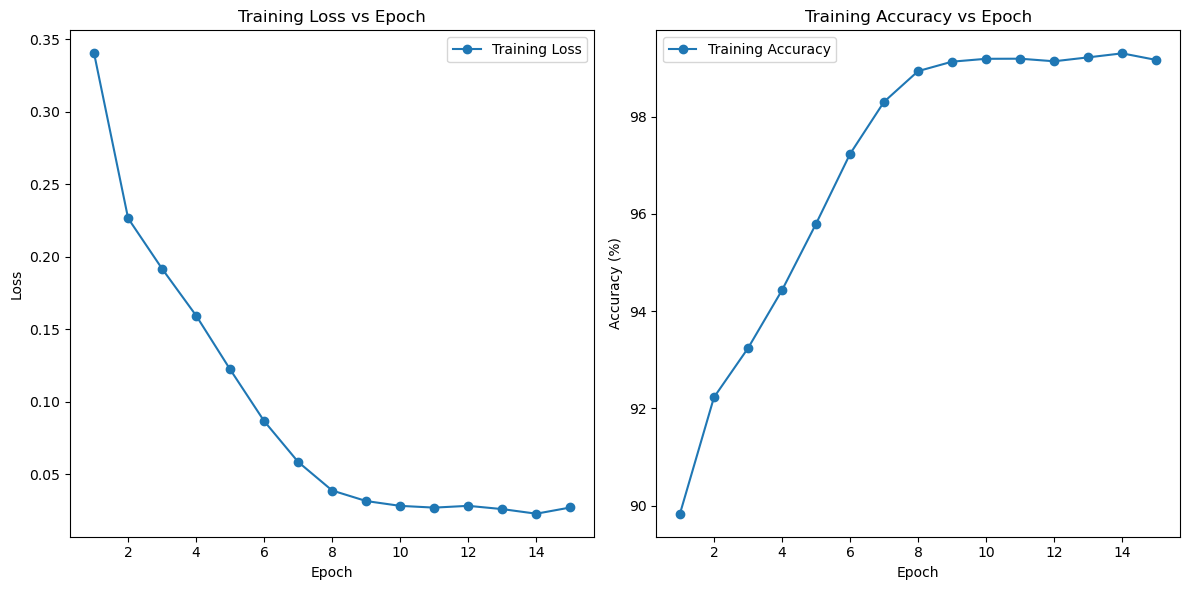 Training Loss vs Epoch
Training Loss
0.35
0.30
0.25
0.20
0.15
0.10
0.05
Loss
2 4 6 8 10 12 14
Epoch
Training Accuracy vs Epoch
Training Accuracy
98
96
94
92
90
Accuracy (%)
2 4 6 8 10 12 14
Epoch